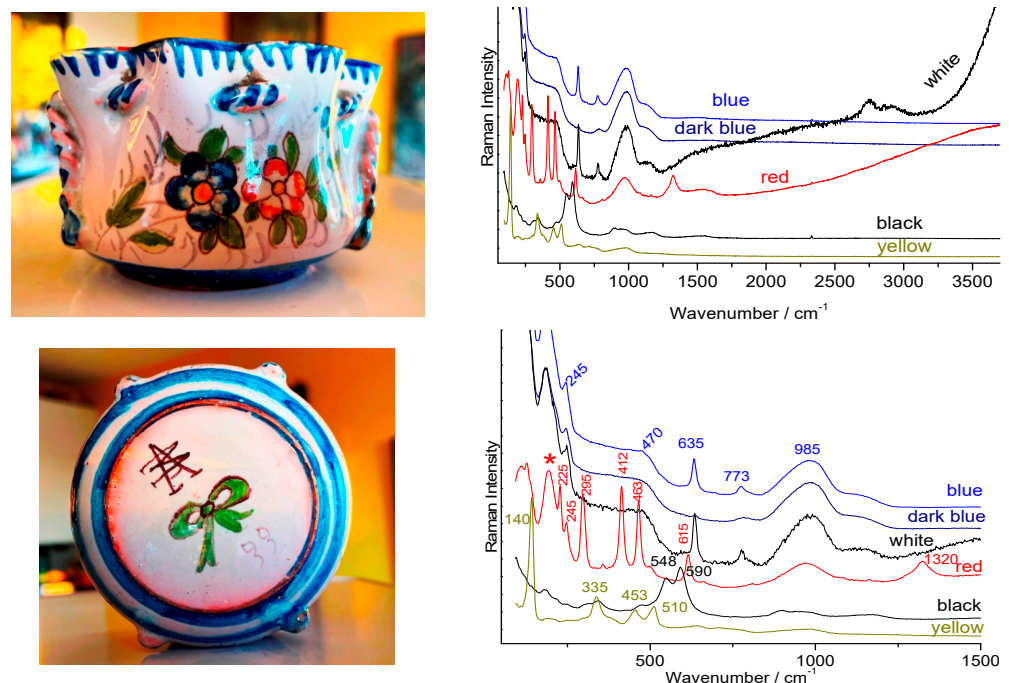 Raman Intensity
white
blue
dark blue
red
black
yellow
500
1000
1500
2000
2500
3000
3500
Wavenumber / cm-1
Raman Intensity
245
470
635
773
985
blue
dark blue
white
*
225
245
295
412
463
615
1320
red
548
590
black
140
335
453
510
yellow
500
1000
1500
Wavenumber / cm-1